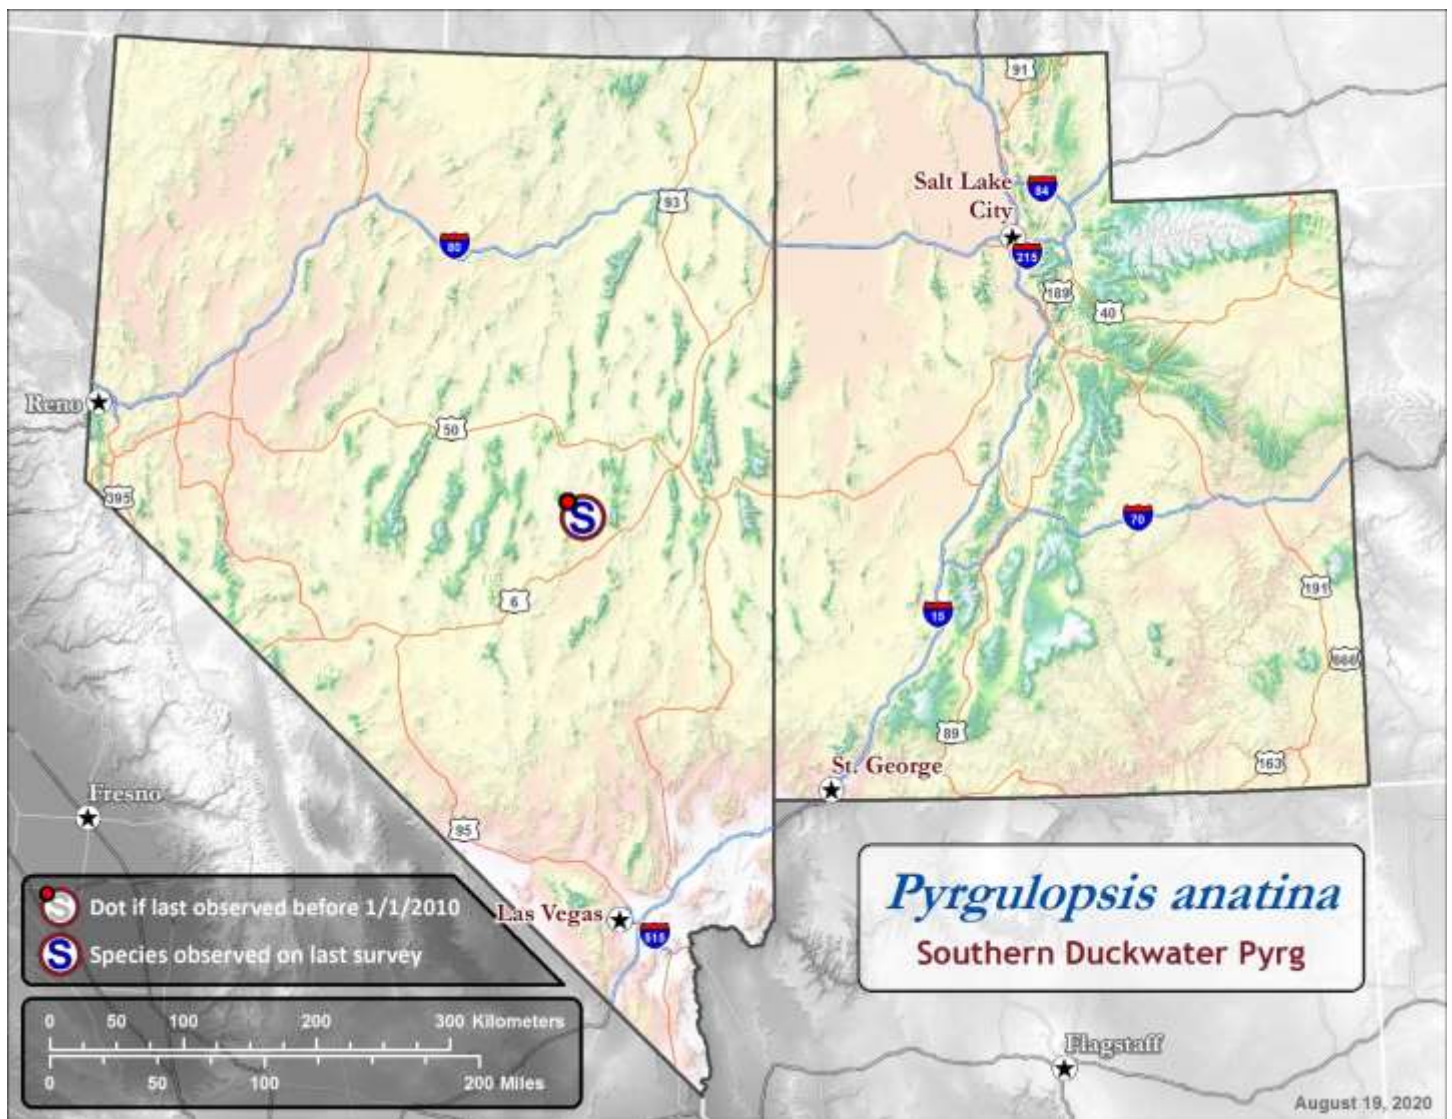 91
Salt Lake
City
84
93
80
215
189
40
Reno
50
395
S
70
6
191
15
666
89
St. George
163
Fresno
95
Las Vegas
515
S Dot if last observed before 1/1/2010
S Species observed on last survey
Pyrgulopsis anatina
Southern Duckwater Pyrg
0 50 100 200 300 Kilometers
0 50 100 200 Miles
Flagstaff
August 19, 2020